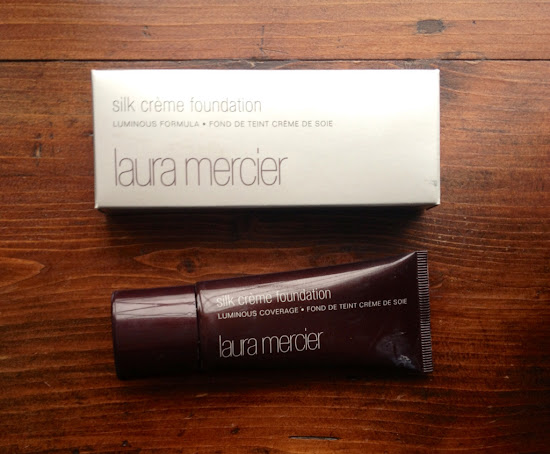 silk crème foundation
LUMINOUS FORMULA • FOND DE TEINT CRÈME DE SOIE
laura mercier
silk crème foundation
LUMINOUS COVERAGE • FOND DE TEINT CRÈME DE SOIE
laura mercier